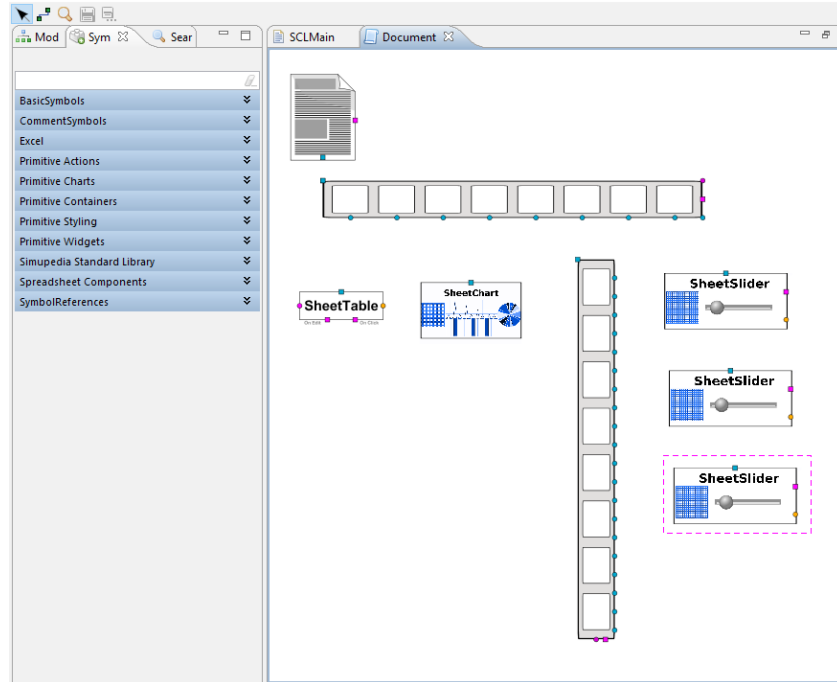 Mod
Sym
Sear
SCLMain
Document
BasicSymbols
CommentSymbols
Excel
Primitive Actions
Primitive Charts
Primitive Containers
Primitive Styling
Primitive Widgets
Simupedia Standard Library
Spreadsheet Components
SymbolReferences
SheetTable
On Edit
On Click
SheetChart
SheetSlider
SheetSlider
SheetSlider